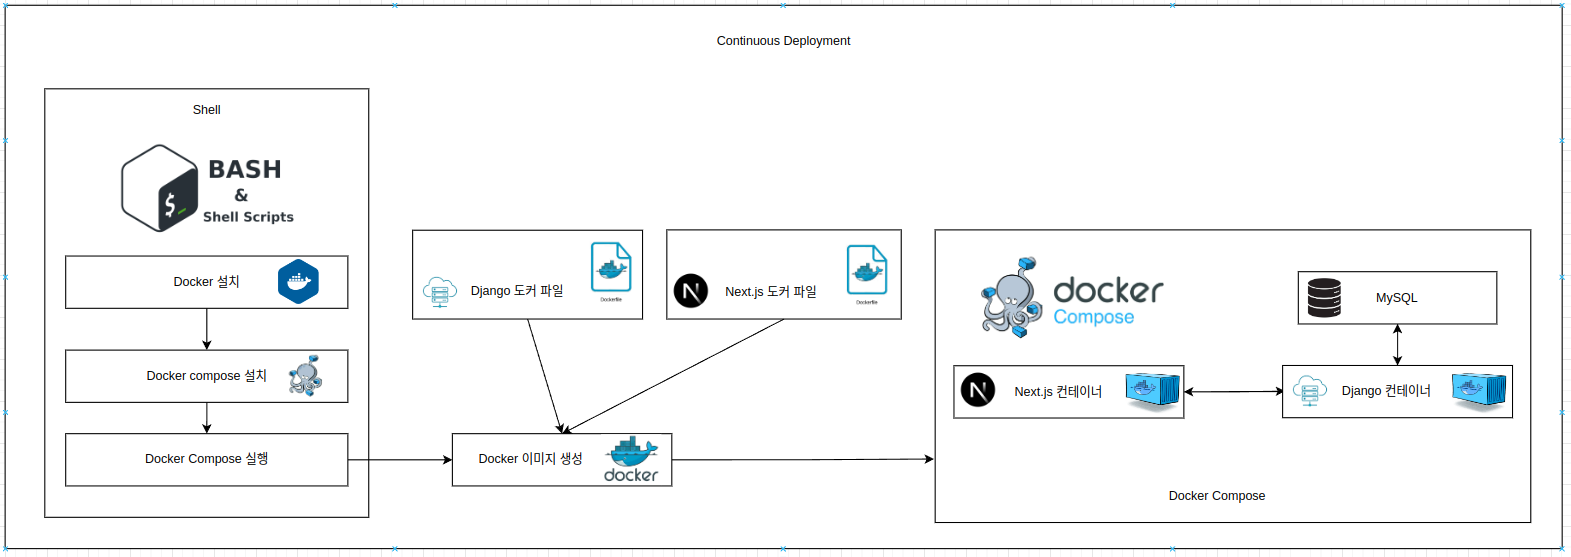 Continuous Deployment
Shell
BASH
&
Shell Scripts
$_
Docker 설치
Docker compose 설치
Docker Compose 실행
Django 도커 파일
Dockerfile
N
Next.js 도커 파일
Dockerfile
Docker 이미지 생성
docker
docker
Compose
MySQL
N
Next.js 컨테이너
Django 컨테이너
Docker Compose